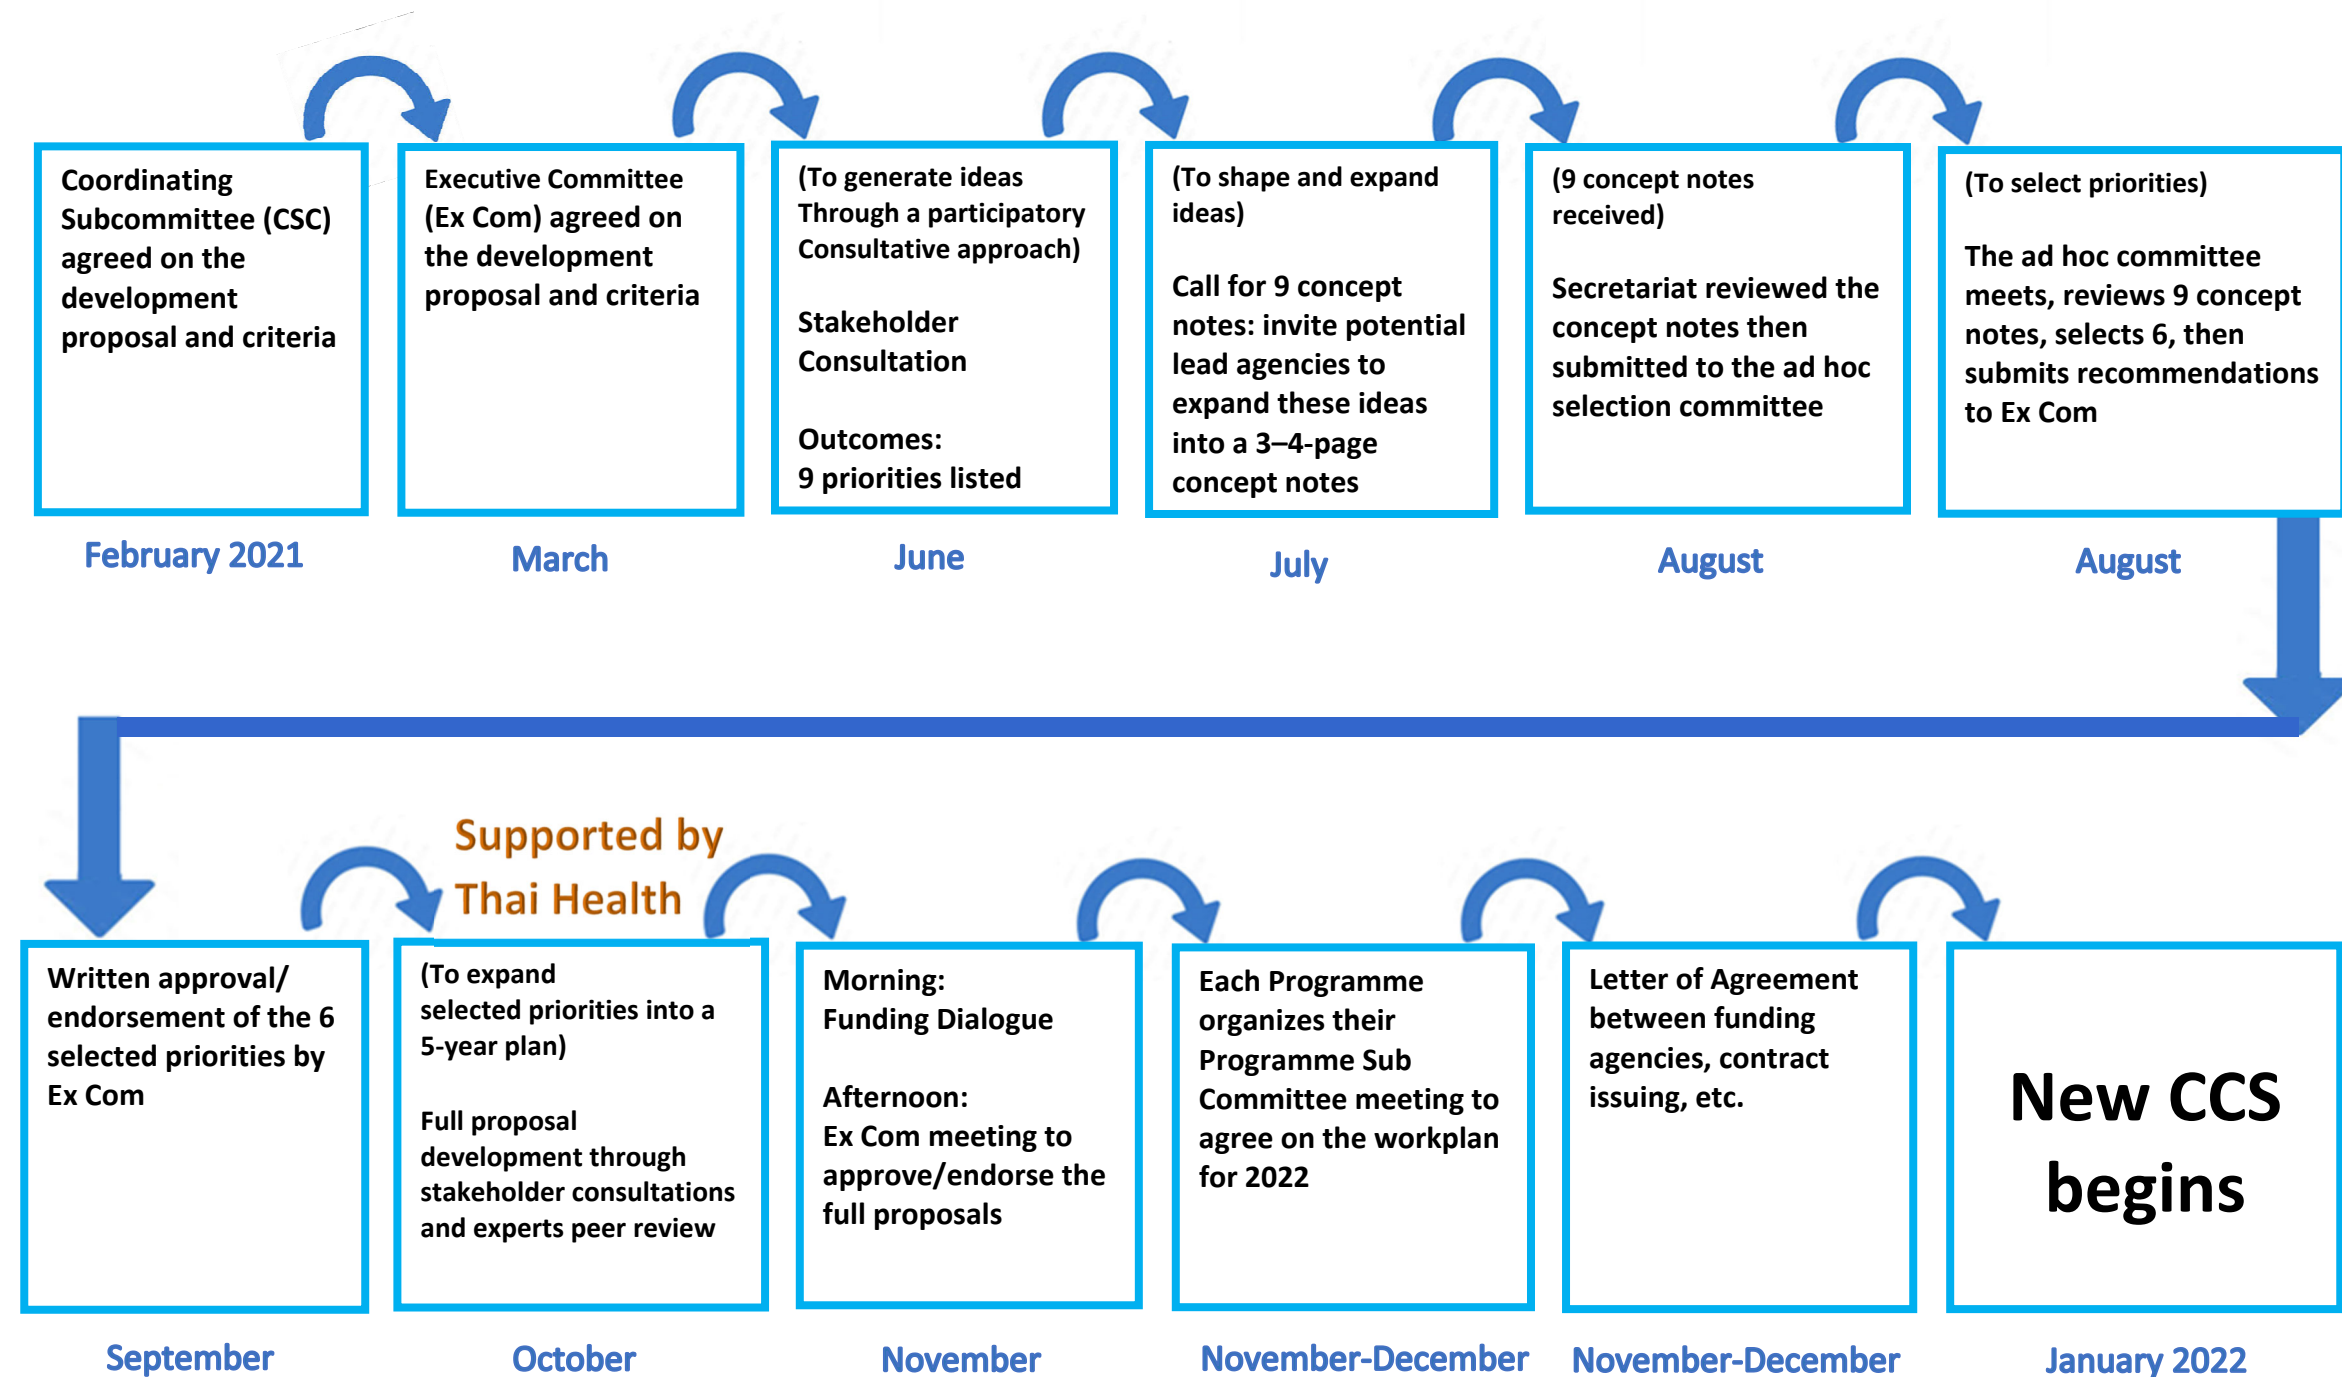 Coordinating
Subcommittee (CSC)
agreed on the
development
proposal and criteria
February 2021
Executive Committee
(Ex Com) agreed on
the development
proposal and criteria
March
(To generate ideas
Through a participatory
Consultative approach)
Stakeholder
Consultation
Outcomes:
9 priorities listed
June
(To shape and expand
ideas)
Call for 9 concept
notes: invite potential
lead agencies to
expand these ideas
into a 3–4-page
concept notes
July
(9 concept notes
received)
Secretariat reviewed the
concept notes then
submitted to the ad hoc
selection committee
August
(To select priorities)
The ad hoc committee
meets, reviews 9 concept
notes, selects 6, then
submits recommendations
to Ex Com
August
Written approval/
endorsement of the 6
selected priorities by
Ex Com
September
Supported by
Thai Health
(To expand
selected priorities into a
5-year plan)
Full proposal
development through
stakeholder consultations
and experts peer review
October
Morning:
Funding Dialogue
Afternoon:
Ex Com meeting to
approve/endorse the
full proposals
November
Each Programme
organizes their
Programme Sub
Committee meeting to
agree on the workplan
for 2022
November-December
Letter of Agreement
between funding
agencies, contract
issuing, etc.
November-December
New CCS
begins
January 2022